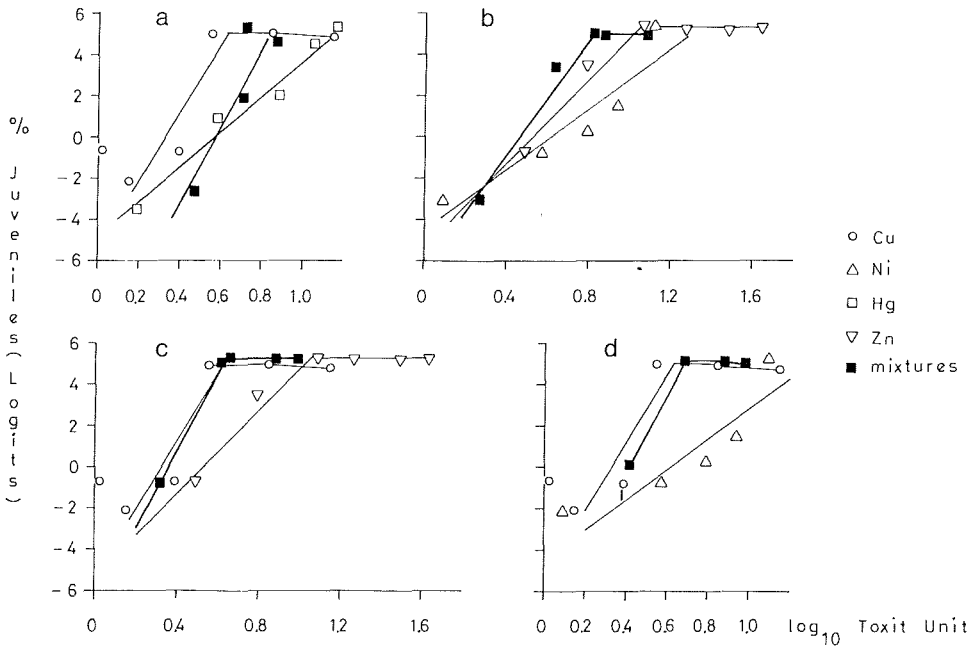 a
b
6
4
2
0
- 2
- 4
- 6
0 0.2 0.4 0.6 0.8 1.0
0 0.4 0.8 1.2 1.6
% Juveniles (Logits)
Cu
Ni
Hg
Zn
mixtures
c
d
6
4
2
0
- 2
- 4
- 6
0 0.4 0.8 1.2 1.6
0 0.2 0.4 0.6 0.8 1.0 log10 Toxit Unit